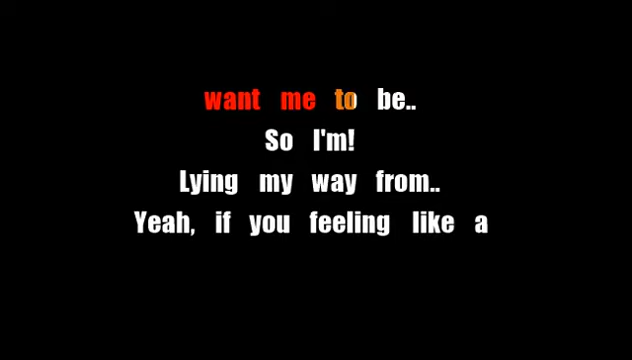 want me to be..
So I'm!
Lying my way from..
Yeah, if you feeling like a